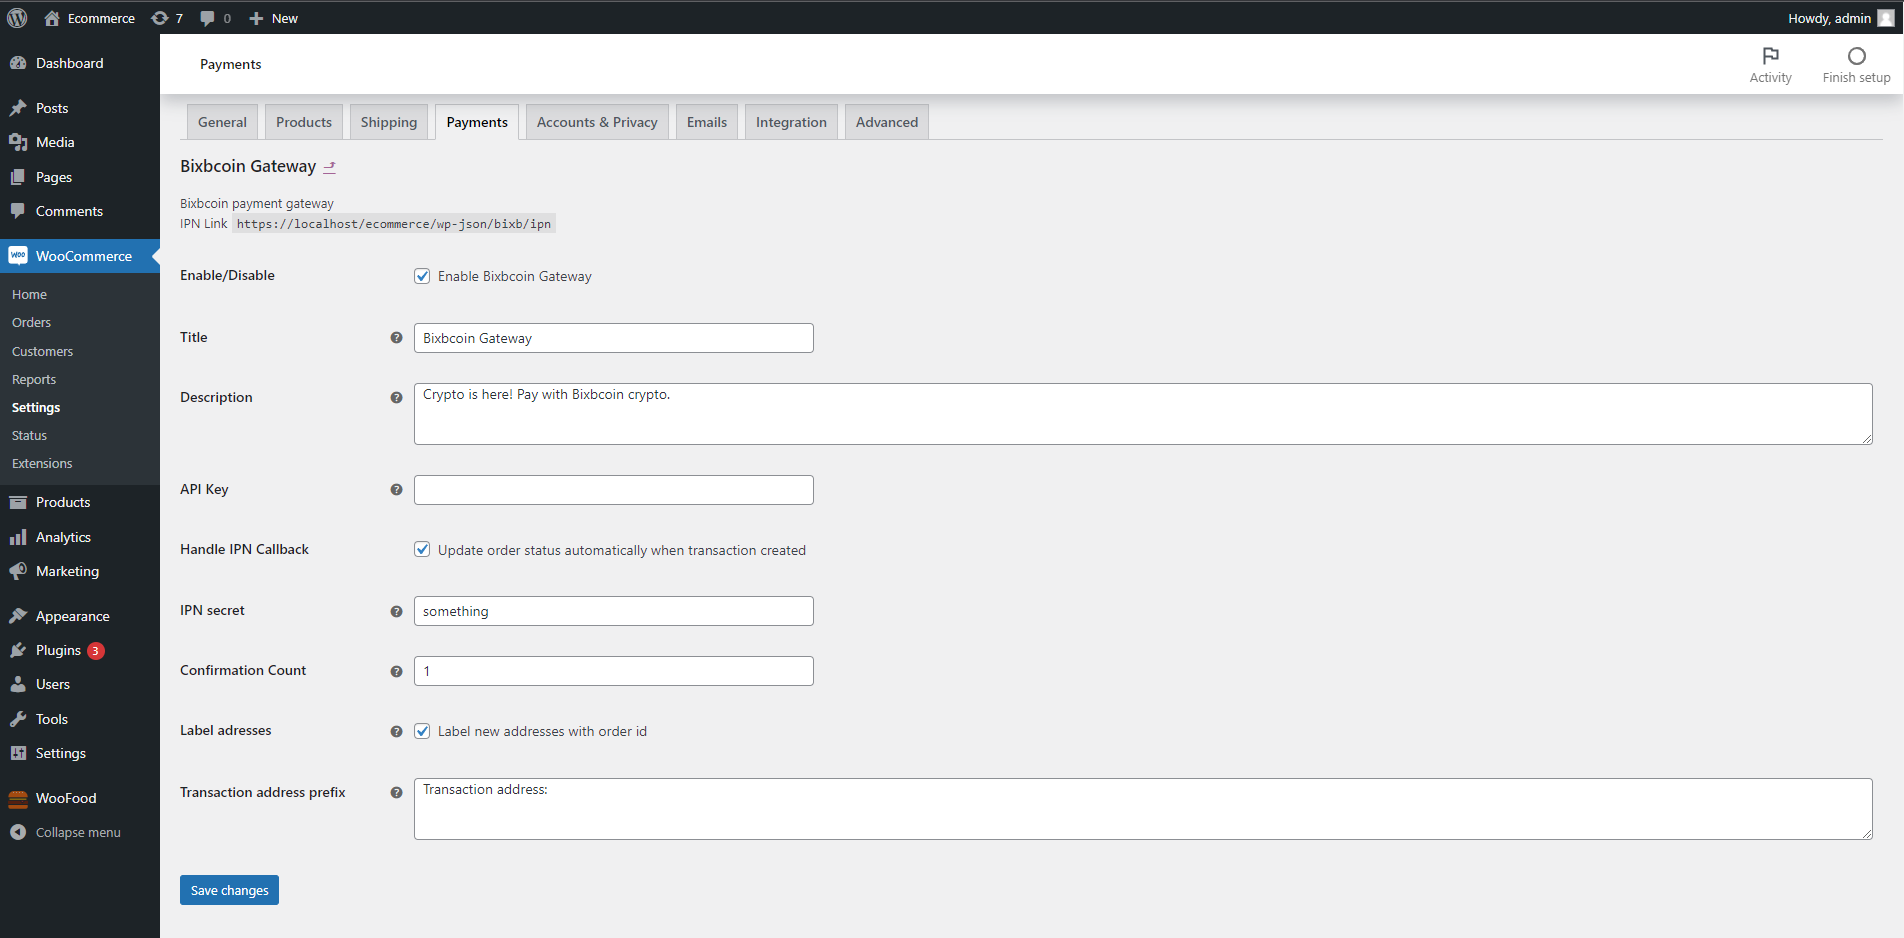 Ecommerce 7 0 New Howdy, admin
Dashboard
Posts
Media
Pages
Comments
WooCommerce
Home
Orders
Customers
Reports
Settings
Status
Extensions
Products
Analytics
Marketing
Appearance
Plugins 3
Users
Tools
Settings
WooFood
Collapse menu
Payments
Activity
Finish setup
General Products Shipping Payments Accounts & Privacy Emails Integration Advanced
Bixbcoin Gateway
Bixbcoin payment gateway
IPN Link https://localhost/ecommerce/wp-json/bixb/ipn
Enable/Disable Enable Bixbcoin Gateway
Title Bixbcoin Gateway
Description Crypto is here! Pay with Bixbcoin crypto.
API Key
Handle IPN Callback Update order status automatically when transaction created
IPN secret something
Confirmation Count 1
Label adresses Label new addresses with order id
Transaction address prefix Transaction address:
Save changes